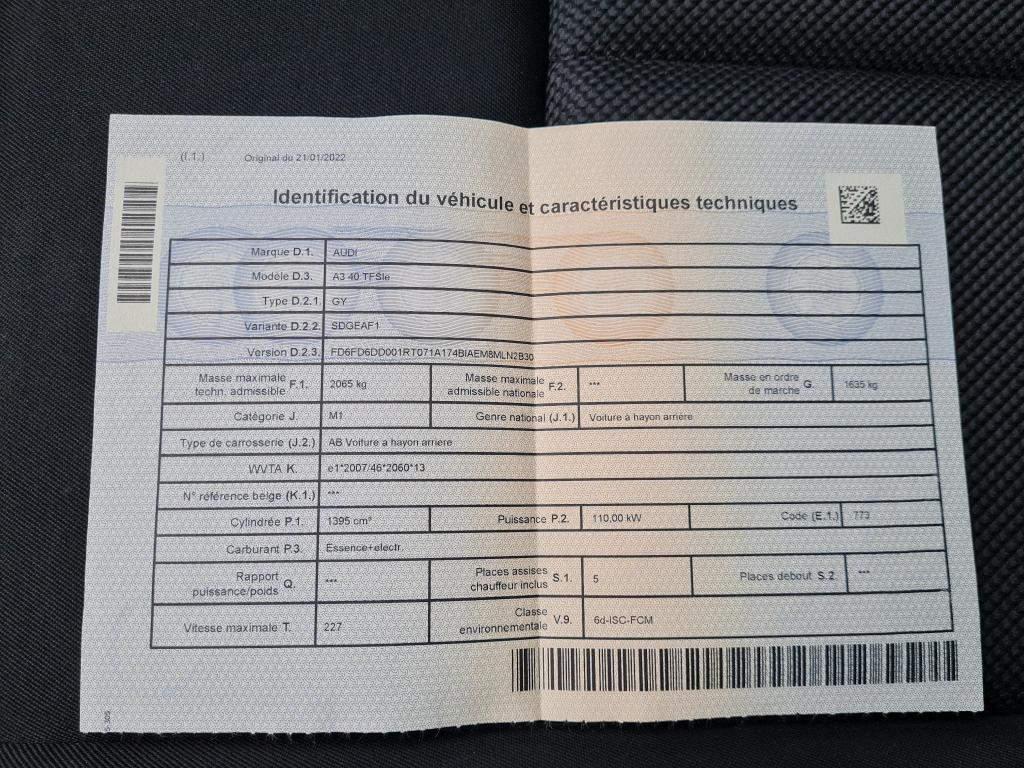 (I.1.) Original du 21/01/2022
Identification du véhicule et caractéristiques techniques
Marque D.1. AUDI
Modèle D.3. A3 40 TFSIe
Type D.2.1. GY
Variante D.2.2. SDGEAF1
Version D.2.3. FD6FD6DD001RT071A174BIAEM8MLN2B30
Masse maximale techn. admissible F.1. 2065 kg Masse maximale admissible nationale F.2. *** Masse en ordre de marche G. 1635 kg
Catégorie J. M1 Genre national (J.1.) Voiture à hayon arrière
Type de carrosserie (J.2.) AB Voiture à hayon arrière
WVTA K. e1*2007/46*2060*13
N° référence belge (K.1.) ***
Cylindrée P.1. 1395 cm³ Puissance P.2. 110,00 kW Code (E.1.) 773
Carburant P.3. Essence+electr.
Rapport puissance/poids Q. *** Places assises chauffeur inclus S.1. 5 Places debout S.2. ***
Vitesse maximale T. 227 Classe environnementale V.9. 6d-ISC-FCM